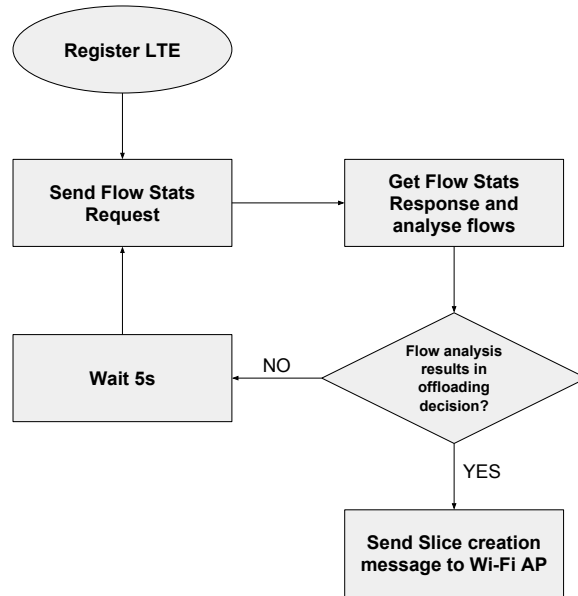 Register LTE
Send Flow Stats
Request
Get Flow Stats
Response and
analyse flows
Flow analysis
results in
offloading
decision?
NO
Wait 5s
YES
Send Slice creation
message to Wi-Fi AP